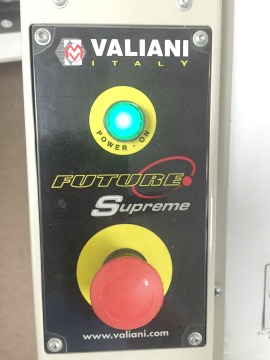 VALIANI
ITALY
POWER - ON
FUTURE
Supreme
www.valiani.com